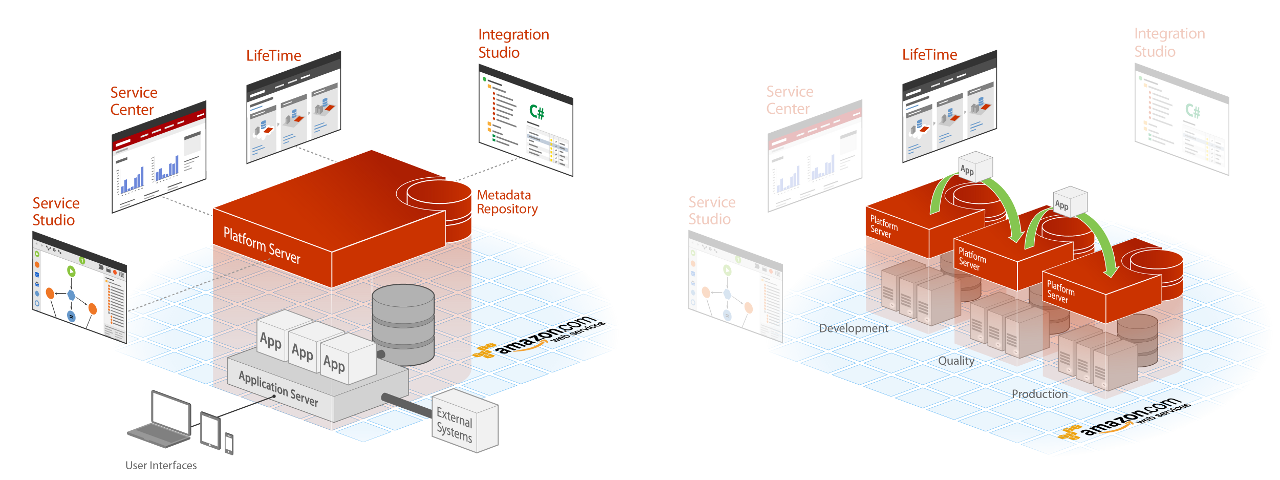 Integration
Studio
LifeTime
Service
Center
C#
Service
Studio
Metadata
Repository
Platform Server
App
App
App
Application Server
amazon.com
web services
External
Systems
User Interfaces
Integration
Studio
LifeTime
Service
Center
C#
App
App
Service
Studio
Platform
Server
Platform
Server
Platform
Server
Development
Quality
Production
amazon.com
web services